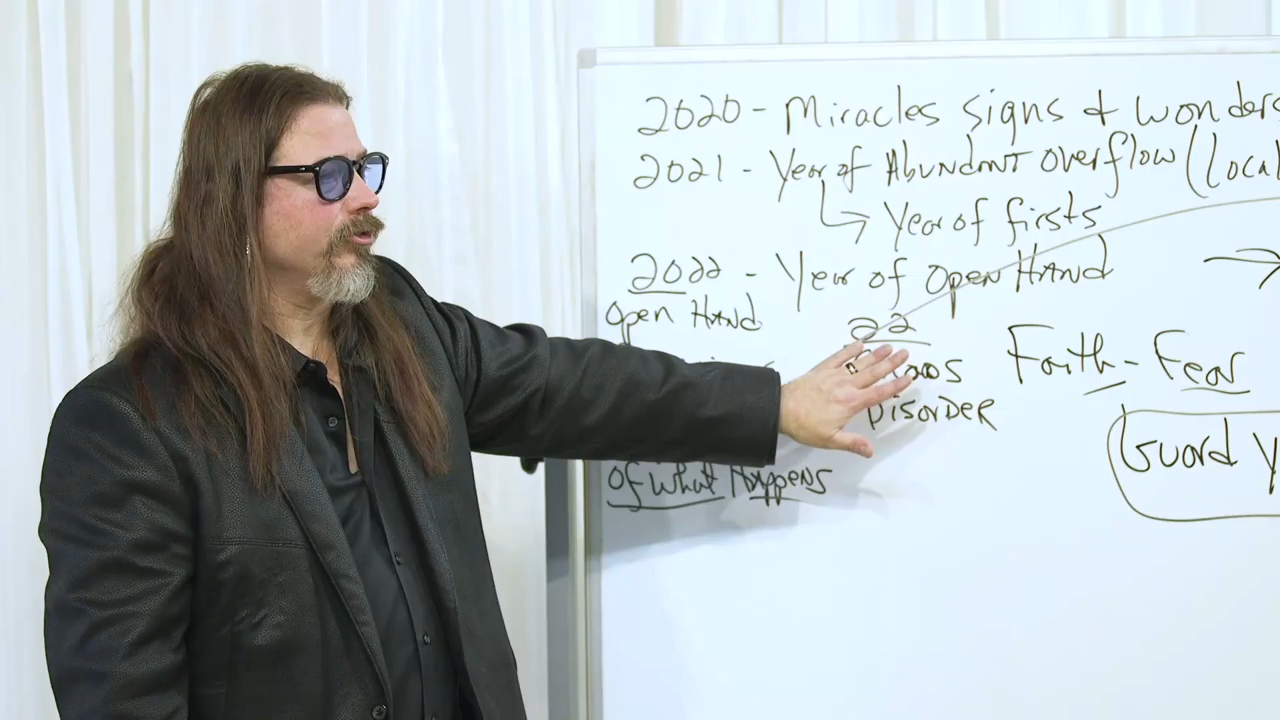 2020 - Miracles signs & wonders
2021 - Year of Abundant overflow (Local
Year of firsts
2022 - Year of Open Hand
Open Hand
22
Disorder
of what Happens
Faith - Fear
Guard